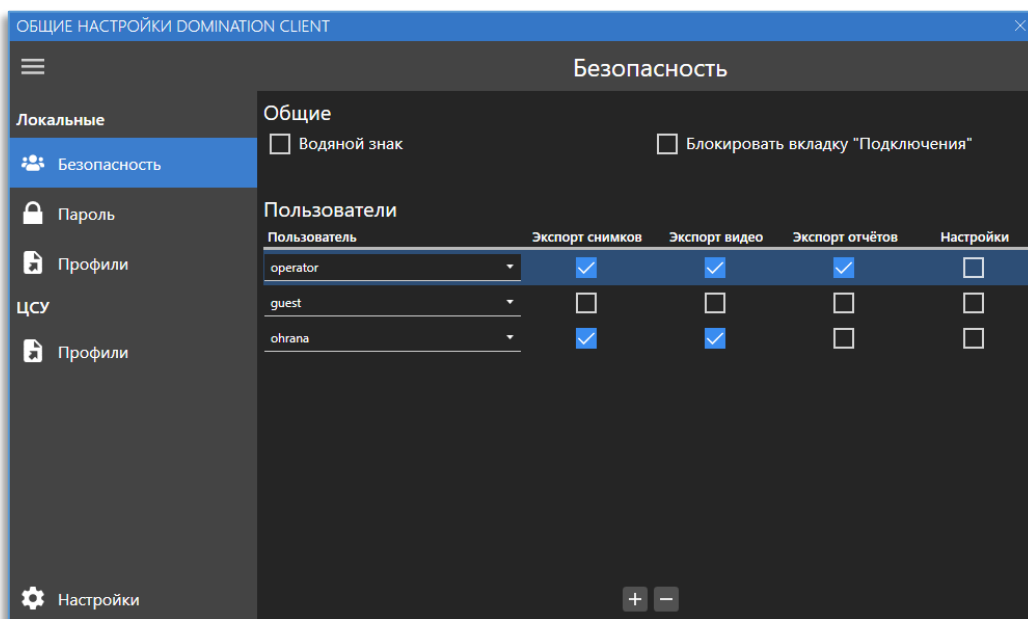 ОБЩИЕ НАСТРОЙКИ DOMINATION CLIENT
Безопасность
Локальные
Безопасность
Пароль
Профили
ЦСУ
Профили
Настройки
Общие
Водяной знак
Блокировать вкладку "Подключения"
Пользователи
Пользователь Экспорт снимков Экспорт видео Экспорт отчётов Настройки
operator
guest
ohrana